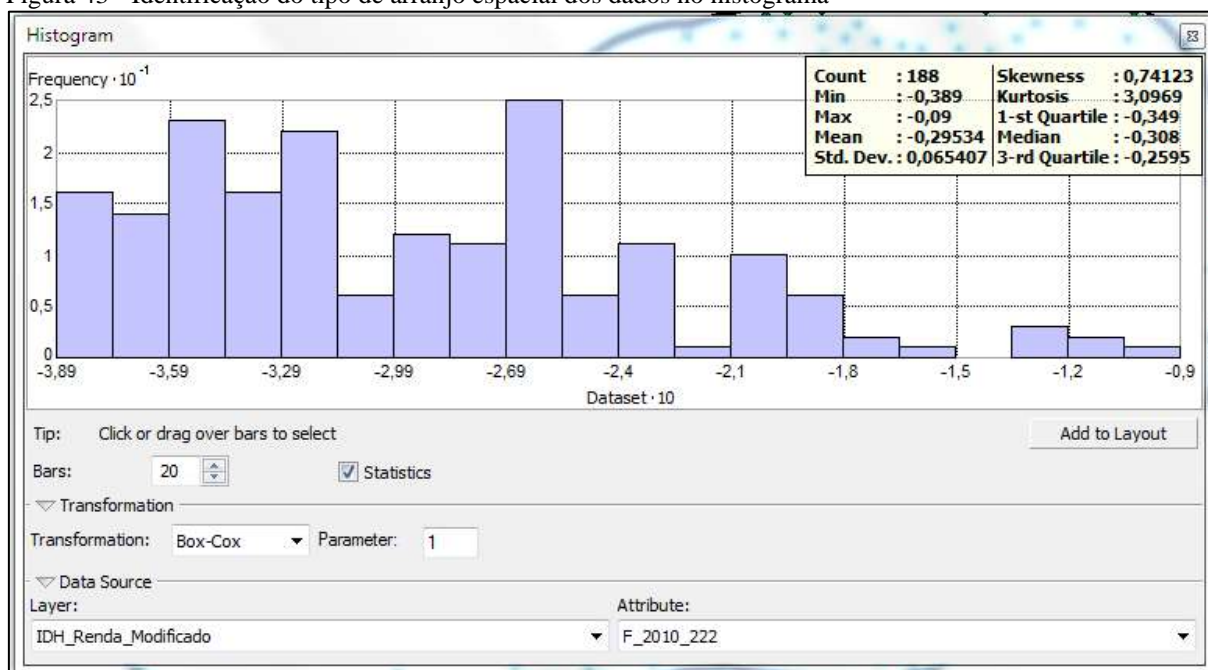 Figura 43 - Identificação do tipo de arranjo espacial dos dados no histograma
Histogram
Frequency · 10 -1
Count : 188 Skewness : 0,74123
Min : -0,389 Kurtosis : 3,0969
Max : -0,09 1-st Quartile : -0,349
Mean : -0,29534 Median : -0,308
Std. Dev. : 0,065407 3-rd Quartile : -0,2595
2,5
2
1,5
1
0,5
0
-3,89 -3,59 -3,29 -2,99 -2,69 -2,4 -2,1 -1,8 -1,5 -1,2 -0,9
Dataset · 10
Tip: Click or drag over bars to select Add to Layout
Bars: 20 Statistics
Transformation
Transformation: Box-Cox Parameter: 1
Data Source
Layer: Attribute:
IDH_Renda_Modificado F_2010_222